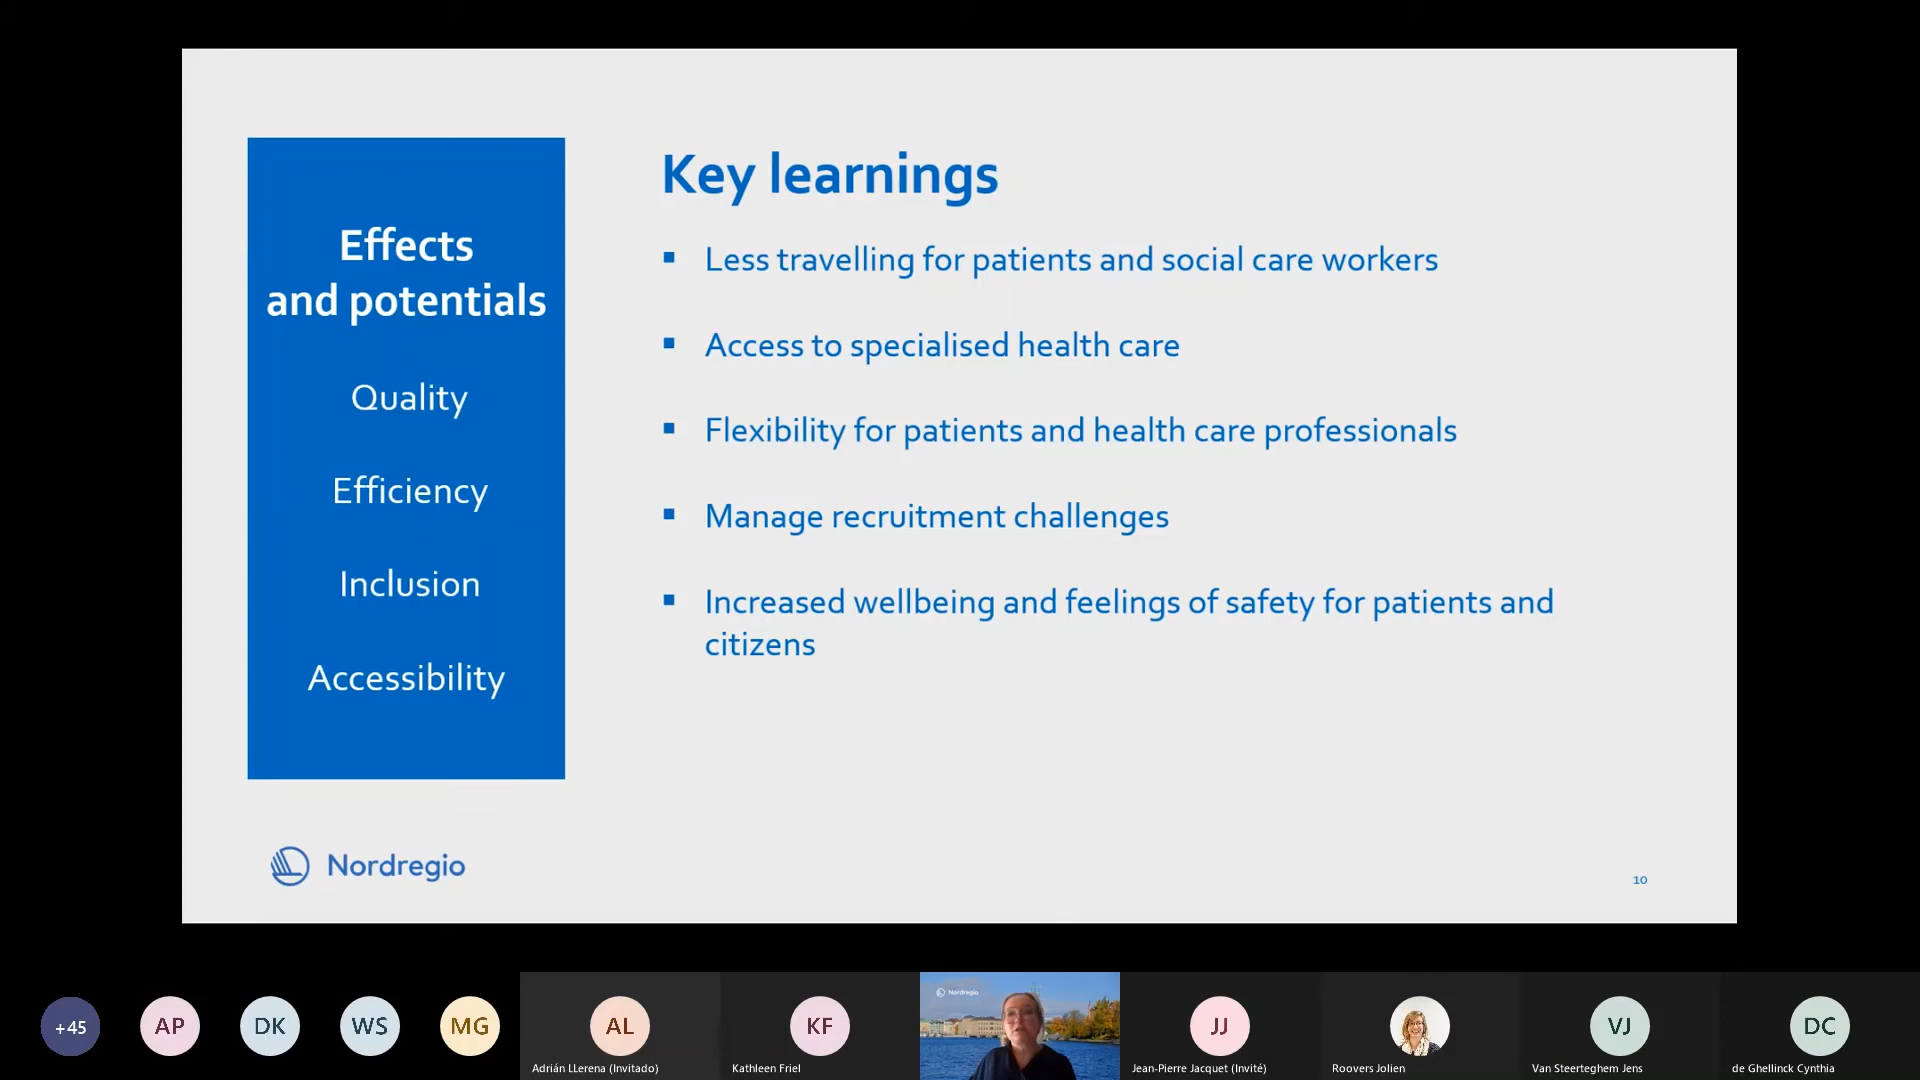 Effects
and potentials
Quality
Efficiency
Inclusion
Accessibility
Key learnings
▪ Less travelling for patients and social care workers
▪ Access to specialised health care
▪ Flexibility for patients and health care professionals
▪ Manage recruitment challenges
▪ Increased wellbeing and feelings of safety for patients and
citizens
Nordregio
10
+45
AP
DK
WS
MG
AL
Adrián LLerena (Invitado)
KF
Kathleen Friel
Nordregio
JJ
Jean-Pierre Jacquet (Invité)
Roovers Jolien
VJ
Van Steerteghem Jens
DC
de Ghellinck Cynthia